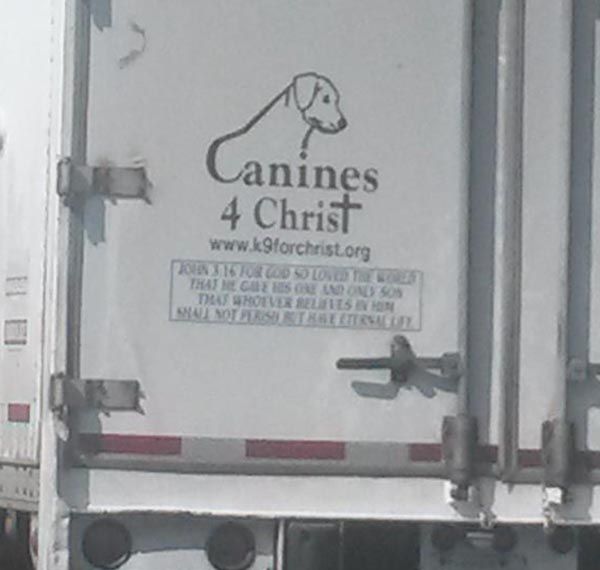 Canines
4 Christ
www.k9forchrist.org
JOHN 3:16 FOR GOD SO LOVED THE WORLD
THAT HE GAVE HIS ONE AND ONLY SON
THAT WHOEVER BELIEVES IN HIM
SHALL NOT PERISH BUT HAVE ETERNAL LIFE